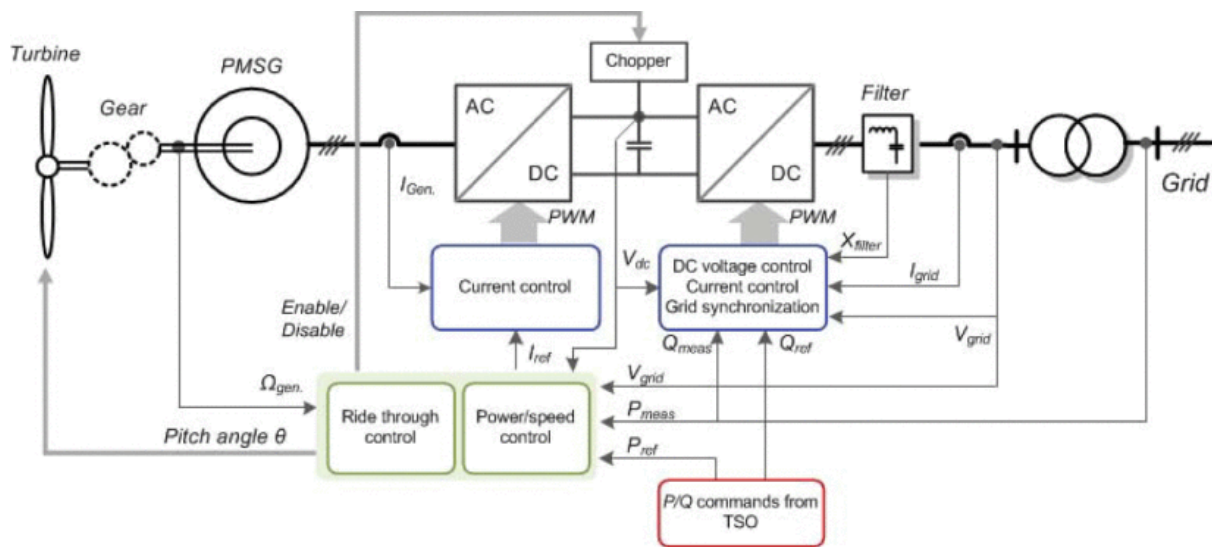 Turbine
PMSG
Gear
Chopper
Filter
AC
DC
AC
DC
Grid
I_Gen.
PWM
PWM
X_filter
V_dc
Current control
DC voltage control
Current control
Grid synchronization
I_grid
Enable/
Disable
V_grid
Q_meas
Q_ref
I_ref
V_grid
Ω_gen.
Ride through
control
Power/speed
control
P_meas
Pitch angle θ
P_ref
P/Q commands from
TSO